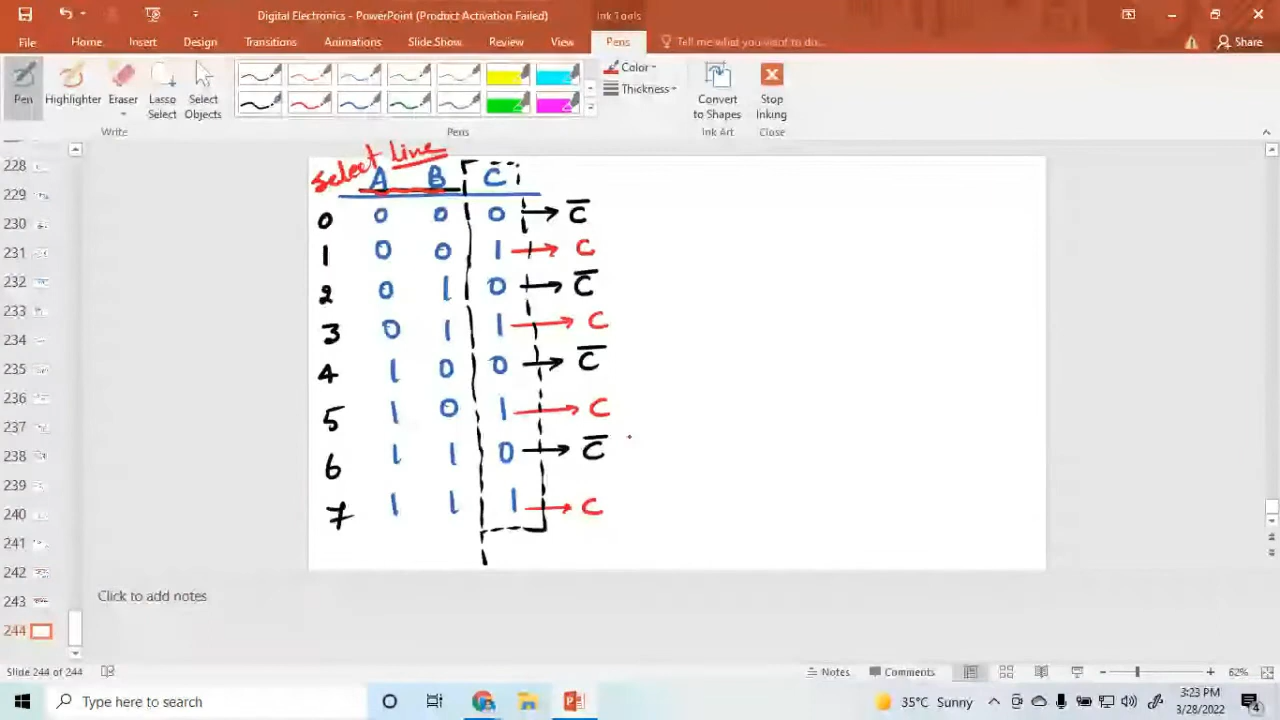 Digital Electronics - PowerPoint (Product Activation Failed)
Ink Tools
File Home Insert Design Transitions Animations Slide Show Review View Pens Tell me what you want to do... Share
Pen Highlighter Eraser Lasso Select Select Objects
Color
Thickness
Convert to Shapes
Stop Inking
Write Pens Ink Art Close
228
229
230
231
232
233
234
235
236
237
238
239
240
241
242
243
244
select line
A B C
0 0 0 0 → C̅
1 0 0 1 → C
2 0 1 0 → C̅
3 0 1 1 → C
4 1 0 0 → C̅
5 1 0 1 → C
6 1 1 0 → C̅
7 1 1 1 → C
Click to add notes
Slide 244 of 244 Notes Comments 62%
Type here to search
35°C Sunny
3:23 PM
3/28/2022
4